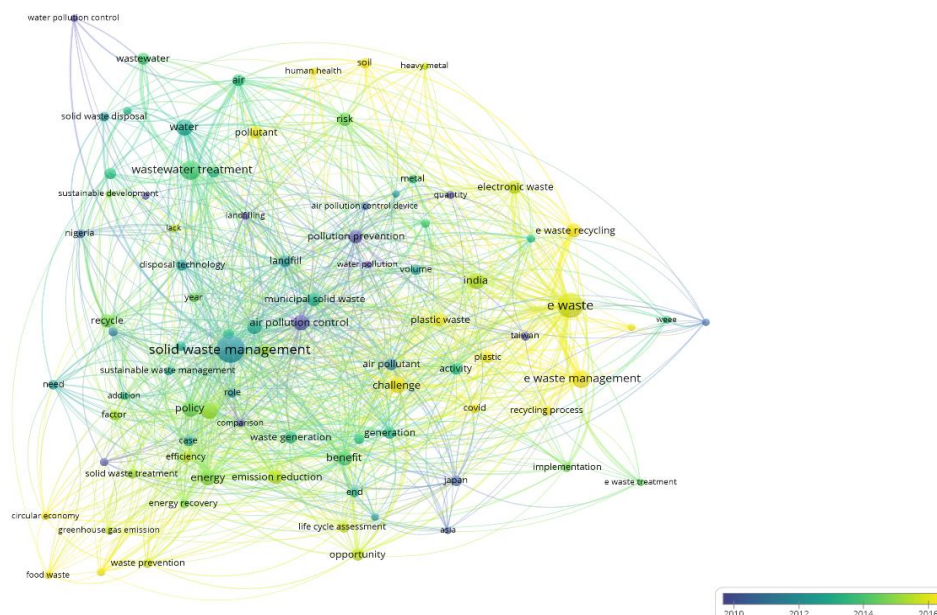 water pollution control
wastewater
human health
soil
heavy metal
air
solid waste disposal
water
pollutant
risk
wastewater treatment
metal
electronic waste
sustainable development
quantity
air pollution control device
landfilling
lack
nigeria
pollution prevention
e waste recycling
disposal technology
landfill
water pollution
volume
india
year
municipal solid waste
e waste
recycle
air pollution control
plastic waste
weee
taiwan
solid waste management
plastic
sustainable waste management
air pollutant
activity
e waste management
need
challenge
addition
role
policy
covid
recycling process
factor
comparison
case
waste generation
generation
efficiency
benefit
solid waste treatment
energy
emission reduction
implementation
japan
e waste treatment
end
energy recovery
circular economy
greenhouse gas emission
life cycle assessment
asia
opportunity
waste prevention
food waste
2010 2012 2014 2016